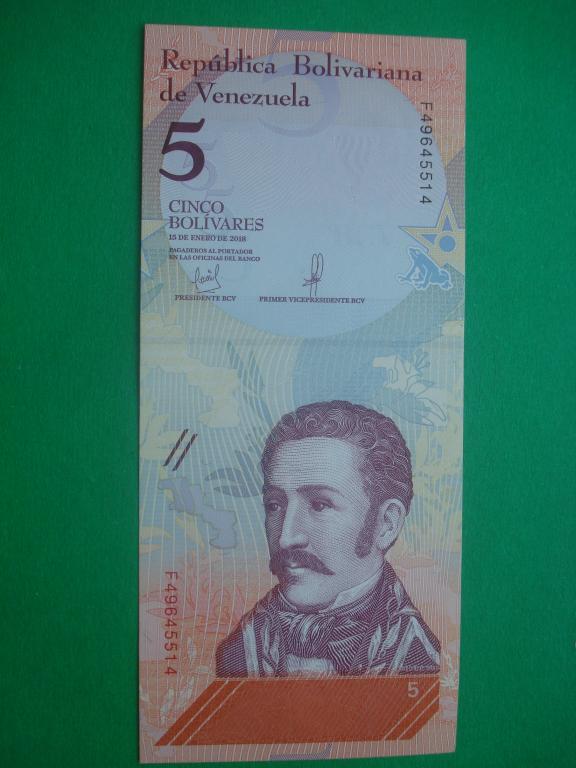 República Bolivariana
de Venezuela
5
CINCO
BOLÍVARES
15 DE ENERO DE 2018
PAGADEROS AL PORTADOR
EN LAS OFICINAS DEL BANCO
PRESIDENTE BCV
PRIMER VICEPRESIDENTE BCV
F49645514
F49645514
5